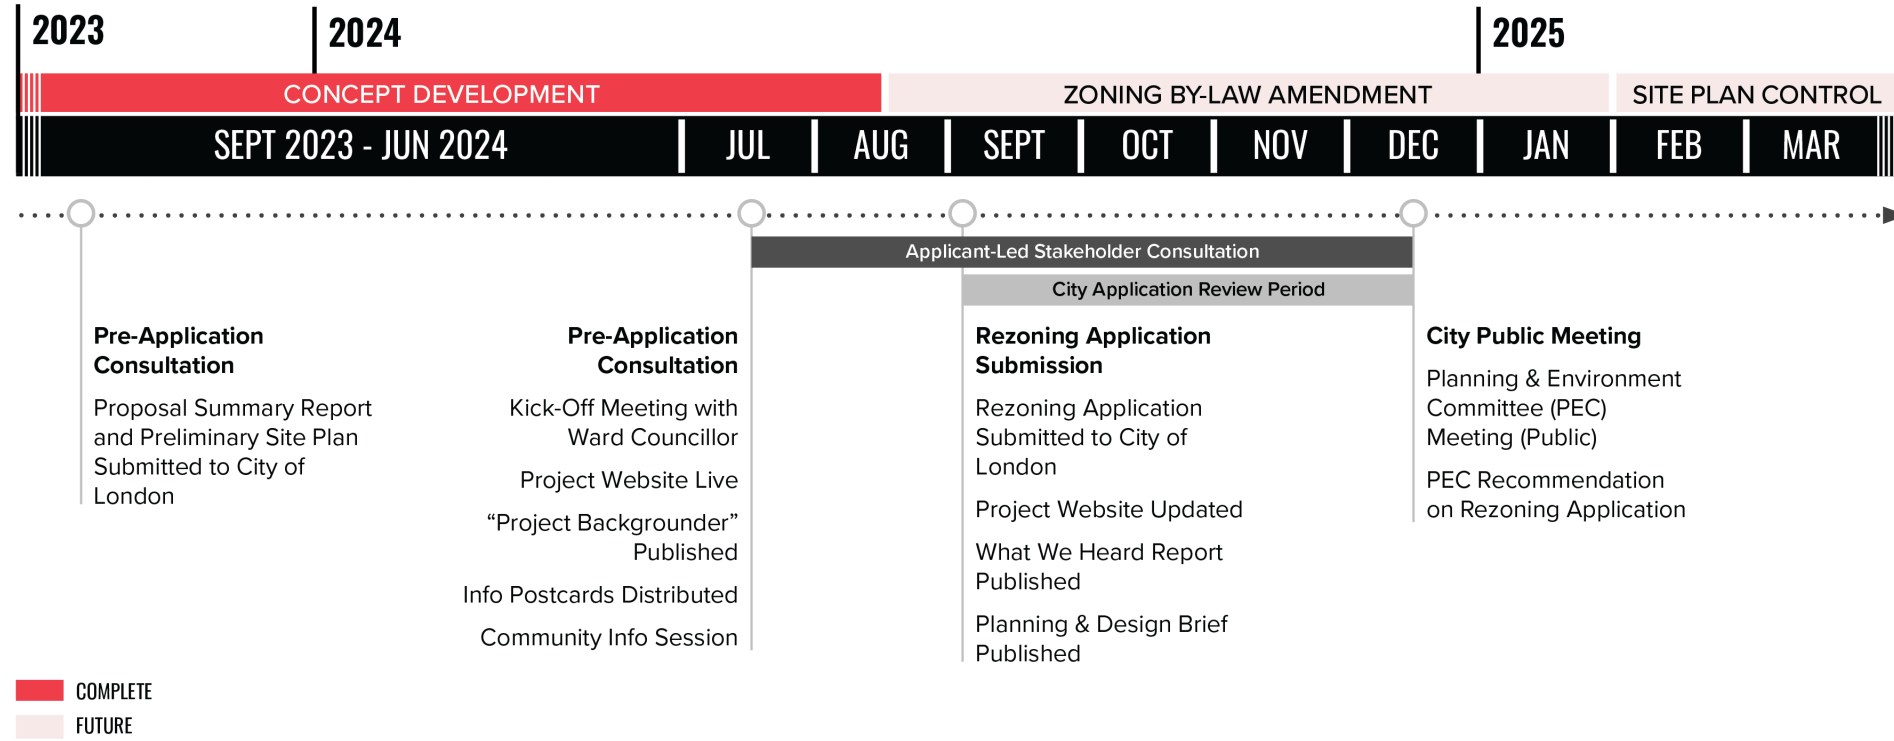 2023
2024
2025
CONCEPT DEVELOPMENT
ZONING BY-LAW AMENDMENT
SITE PLAN CONTROL
SEPT 2023 - JUN 2024
JUL
AUG
SEPT
OCT
NOV
DEC
JAN
FEB
MAR
Applicant-Led Stakeholder Consultation
City Application Review Period
Pre-Application
Consultation
Proposal Summary Report
and Preliminary Site Plan
Submitted to City of
London
Pre-Application
Consultation
Kick-Off Meeting with
Ward Councillor
Project Website Live
“Project Backgrounder”
Published
Info Postcards Distributed
Community Info Session
Rezoning Application
Submission
Rezoning Application
Submitted to City of
London
Project Website Updated
What We Heard Report
Published
Planning & Design Brief
Published
City Public Meeting
Planning & Environment
Committee (PEC)
Meeting (Public)
PEC Recommendation
on Rezoning Application
COMPLETE
FUTURE